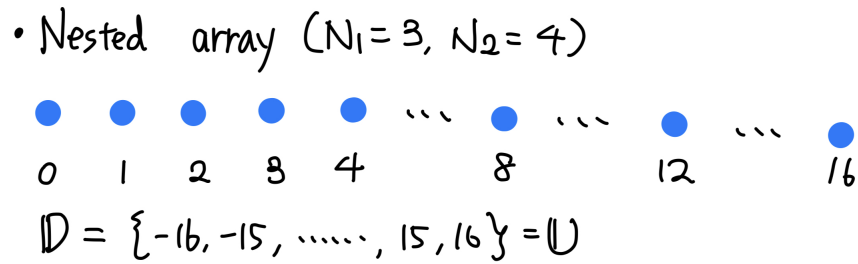 • Nested array (N₁ = 3, N₂ = 4)
0 1 2 3 4 ... 8 ... 12 ... 16
𝔻 = {-16, -15, ......, 15, 16} = 𝕌